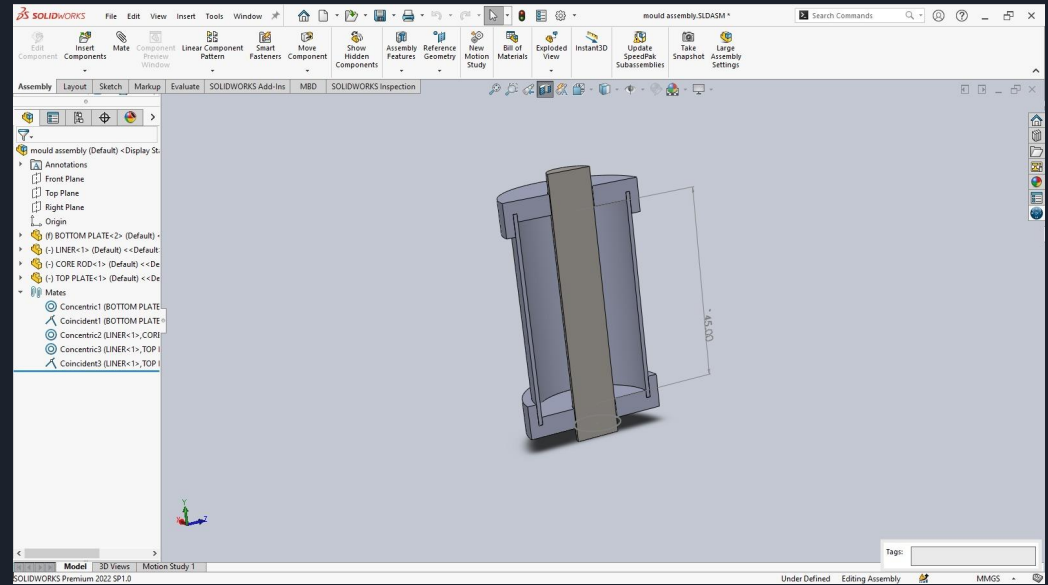 SOLIDWORKS File Edit View Insert Tools Window
mould assembly.SLDASM *
Search Commands
Edit Component
Insert Components
Mate
Component Preview Window
Linear Component Pattern
Smart Fasteners
Move Component
Show Hidden Components
Assembly Features
Reference Geometry
New Motion Study
Bill of Materials
Exploded View
Instant3D
Update SpeedPak Subassemblies
Take Snapshot
Large Assembly Settings
Assembly Layout Sketch Markup Evaluate SOLIDWORKS Add-Ins MBD SOLIDWORKS Inspection
mould assembly (Default) <Display Sta
Annotations
Front Plane
Top Plane
Right Plane
Origin
(f) BOTTOM PLATE<2> (Default) <
(-) LINER<1> (Default) <<Default
(-) CORE ROD<1> (Default) <<De
(-) TOP PLATE<1> (Default) <<De
Mates
Concentric1 (BOTTOM PLATE
Coincident1 (BOTTOM PLATE
Concentric2 (LINER<1>,CORE
Concentric3 (LINER<1>,TOP
Coincident3 (LINER<1>,TOP
145.00
Y
X
Z
Tags:
Model 3D Views Motion Study 1
SOLIDWORKS Premium 2022 SP1.0
Under Defined Editing Assembly MMGS